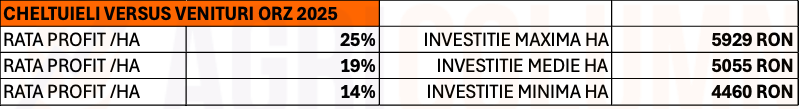 CHELTUIELI VERSUS VENITURI ORZ 2025
RATA PROFIT /HA 25% INVESTITIE MAXIMA HA 5929 RON
RATA PROFIT /HA 19% INVESTITIE MEDIE HA 5055 RON
RATA PROFIT /HA 14% INVESTITIE MINIMA HA 4460 RON